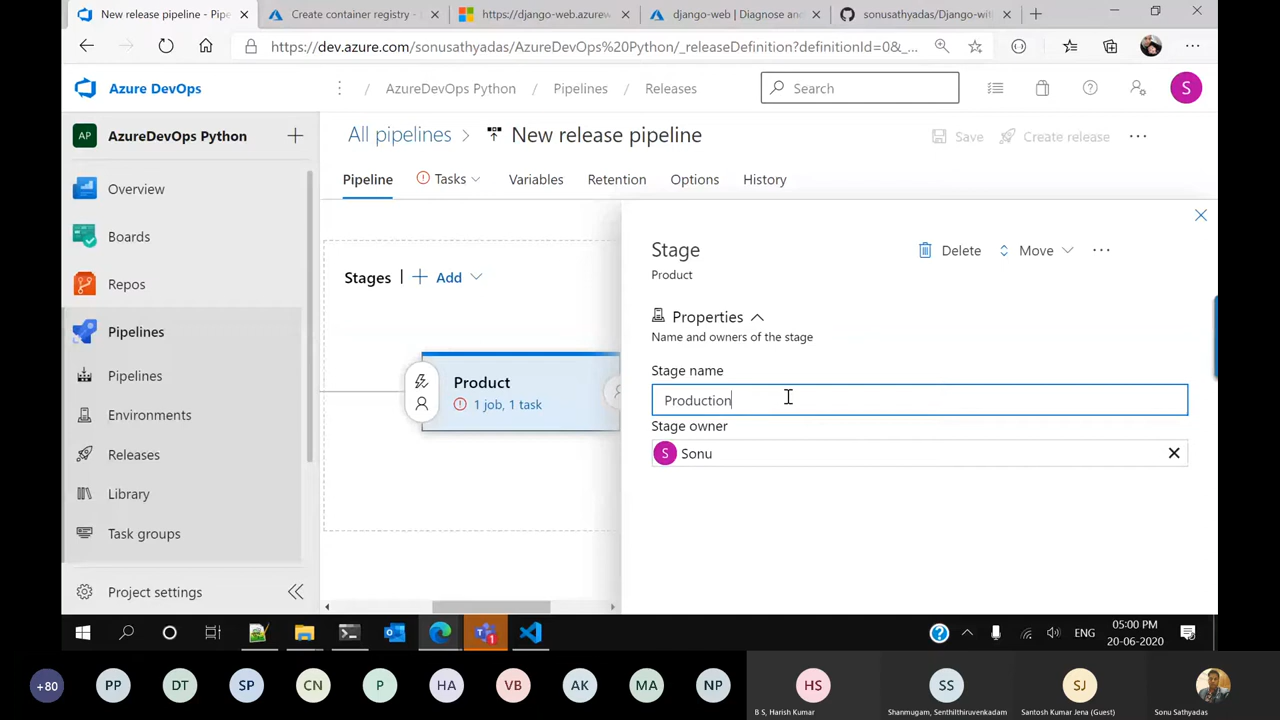 New release pipeline - Pipe
Create container registry -
https://django-web.azurew
django-web | Diagnose an
sonusathyadas/Django-wit
https://dev.azure.com/sonusathyadas/AzureDevOps%20Python/_releaseDefinition?definitionId=0&_...
Azure DevOps
/ AzureDevOps Python / Pipelines / Releases
Search
S
AP AzureDevOps Python
All pipelines > New release pipeline
Save
Create release
Overview
Boards
Repos
Pipelines
Pipelines
Environments
Releases
Library
Task groups
Project settings
Pipeline
Tasks
Variables
Retention
Options
History
Stages | + Add
Product
1 job, 1 task
Stage
Product
Delete
Move
Properties
Name and owners of the stage
Stage name
Production
Stage owner
S Sonu
ENG
05:00 PM
20-06-2020
+80
PP
DT
SP
CN
P
HA
VB
AK
MA
NP
HS
B S, Harish Kumar
SS
Shanmugam, Senthilthiruvenkadam
SJ
Santosh Kumar Jena (Guest)
Sonu Sathyadas